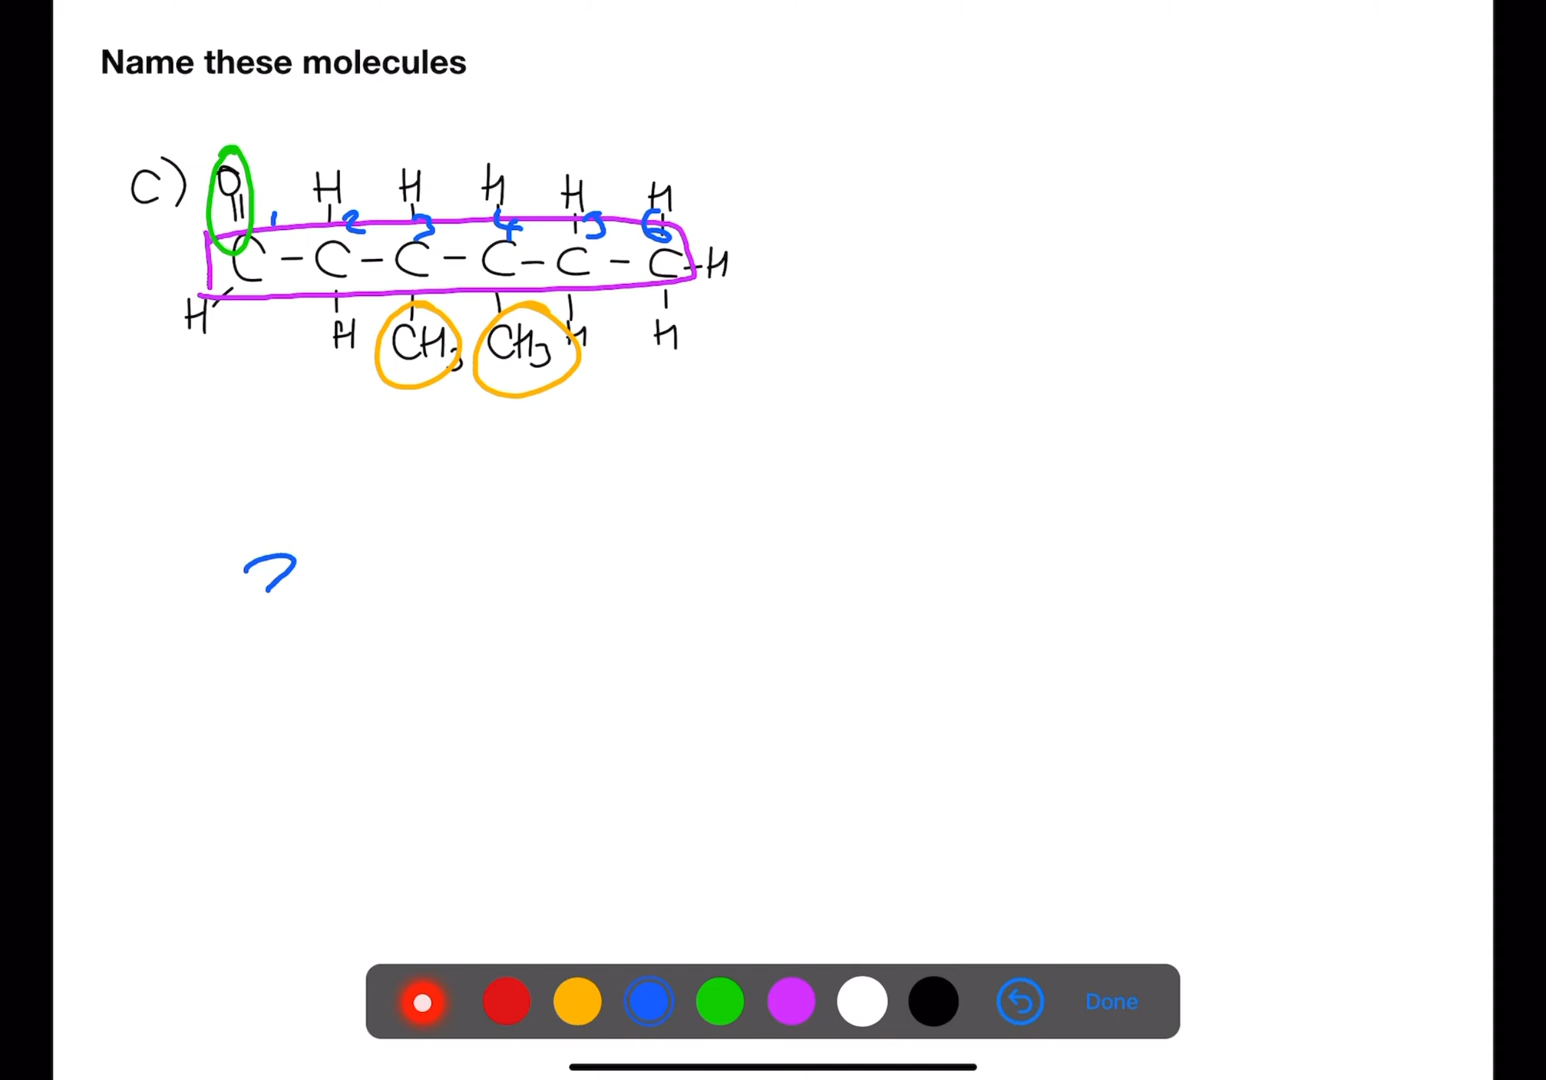 Name these molecules
C) O H H H H H
1 2 3 4 5 6
C - C - C - C - C - C - H
H H CH3 CH3 H H
Done